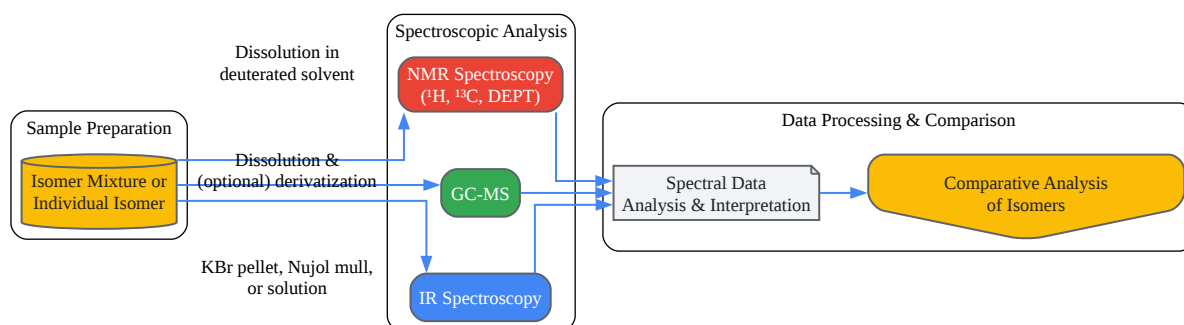 Sample Preparation
Isomer Mixture or
Individual Isomer
Dissolution in
deuterated solvent
Dissolution &
(optional) derivatization
KBr pellet, Nujol mull,
or solution
Spectroscopic Analysis
NMR Spectroscopy
(¹H, ¹³C, DEPT)
GC-MS
IR Spectroscopy
Data Processing & Comparison
Spectral Data
Analysis & Interpretation
Comparative Analysis
of Isomers